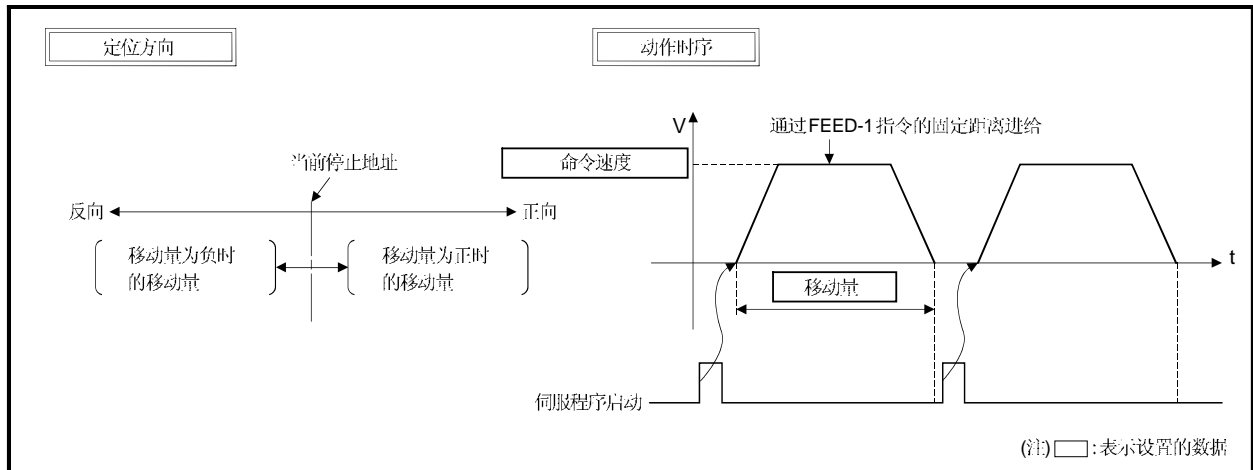 定位方向
动作时序
V
通过FEED-1指令的固定距离进给
命令速度
当前停止地址
反向
正向
移动量为负时
的移动量
移动量为正时
的移动量
t
移动量
伺服程序启动
(注) : 表示设置的数据